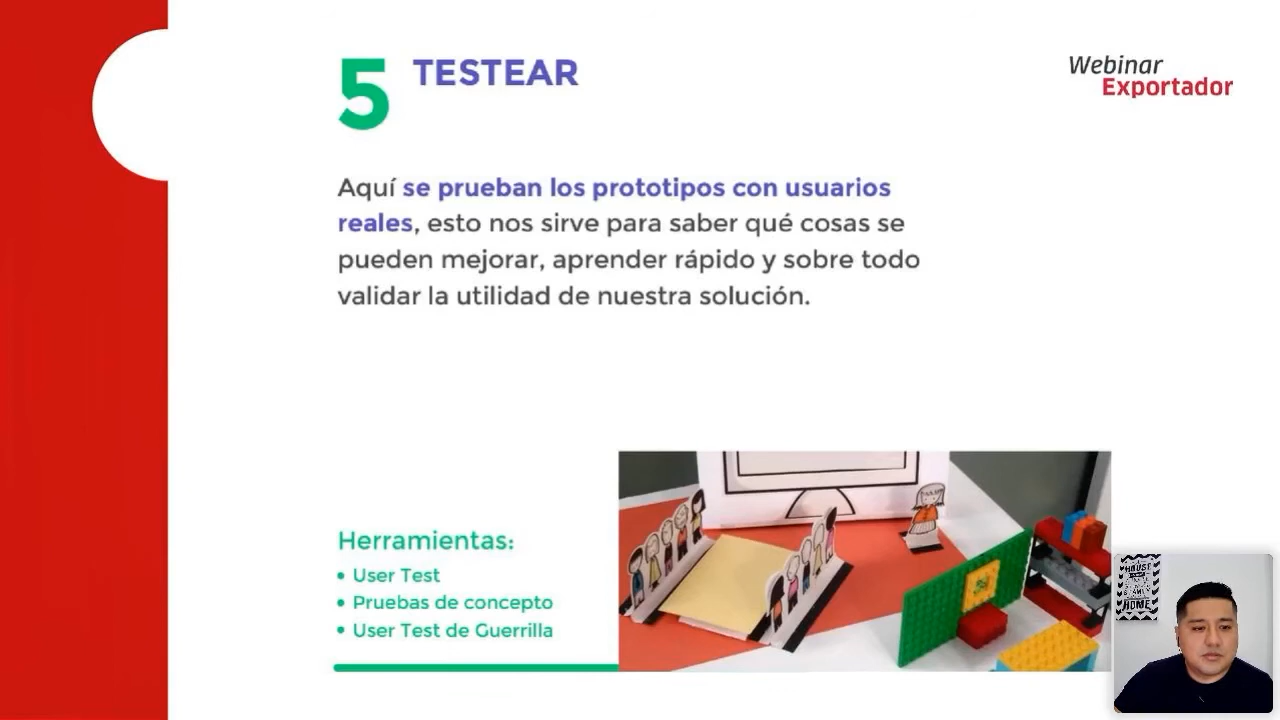 5 TESTEAR
Webinar
Exportador
Aquí se prueban los prototipos con usuarios
reales, esto nos sirve para saber qué cosas se
pueden mejorar, aprender rápido y sobre todo
validar la utilidad de nuestra solución.
Herramientas:
• User Test
• Pruebas de concepto
• User Test de Guerrilla
HOUSE
HOME